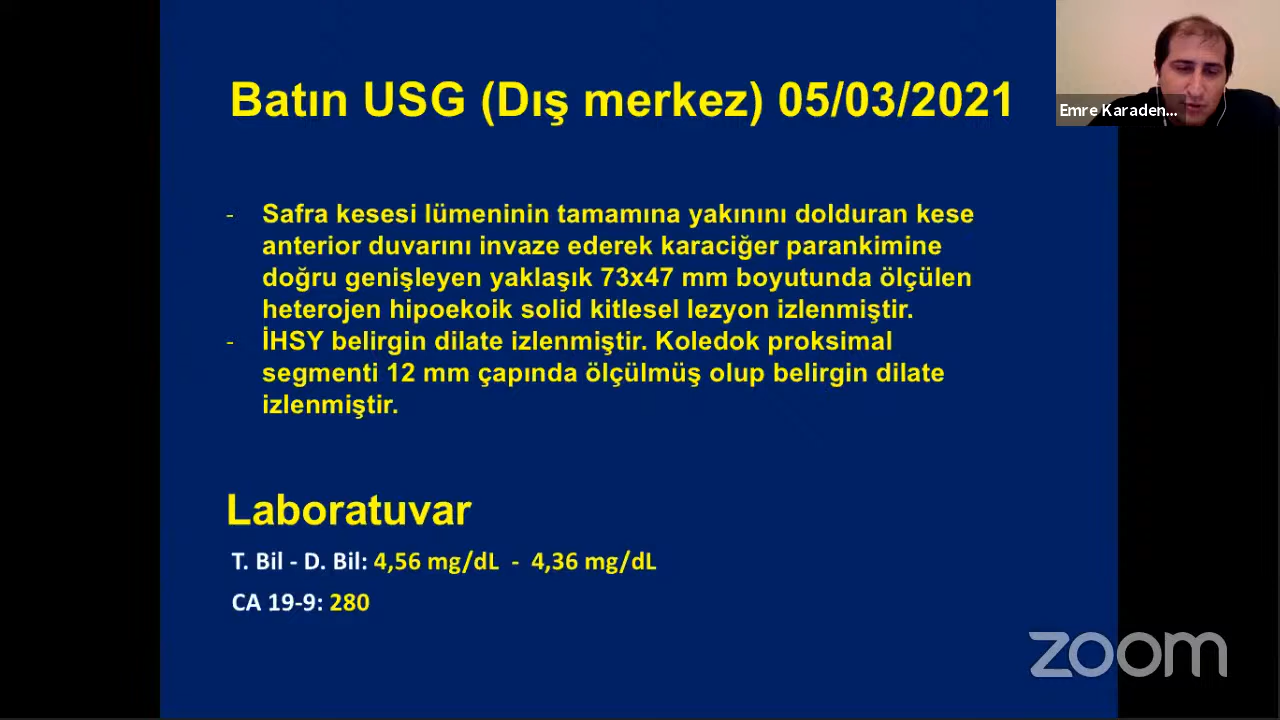 Batın USG (Dış merkez) 05/03/2021
Emre Karaden...
- Safra kesesi lümeninin tamamına yakınını dolduran kese
anterior duvarını invaze ederek karaciğer parankimine
doğru genişleyen yaklaşık 73x47 mm boyutunda ölçülen
heterojen hipoekoik solid kitlesel lezyon izlenmiştir.
- İHSY belirgin dilate izlenmiştir. Koledok proksimal
segmenti 12 mm çapında ölçülmüş olup belirgin dilate
izlenmiştir.
Laboratuvar
T. Bil - D. Bil: 4,56 mg/dL - 4,36 mg/dL
CA 19-9: 280
zoom